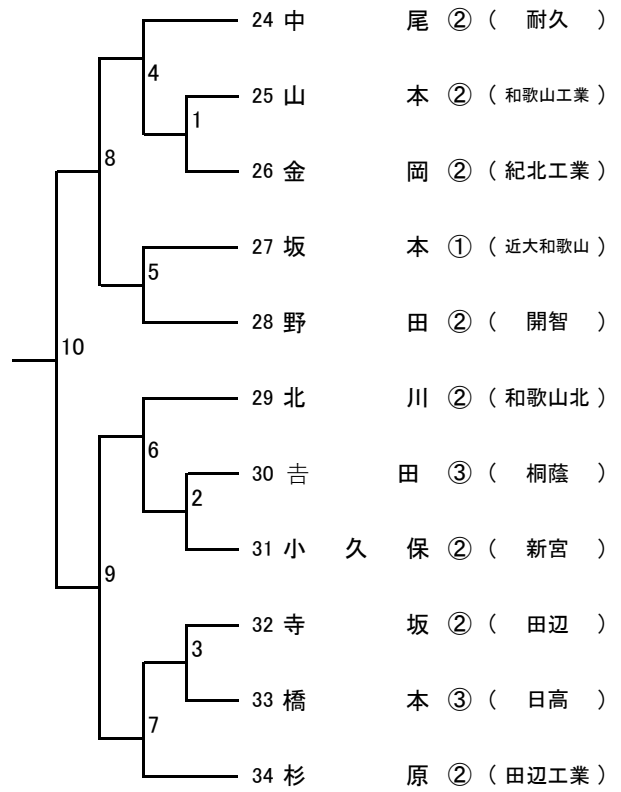 24 中 尾 ② ( 耐久 )
4
25 山 本 ② ( 和歌山工業 )
1
8
26 金 岡 ② ( 紀北工業 )
27 坂 本 ① ( 近大和歌山 )
5
28 野 田 ② ( 開智 )
10
29 北 川 ② ( 和歌山北 )
6
30 𠮷 田 ③ ( 桐蔭 )
2
31 小 久 保 ② ( 新宮 )
9
32 寺 坂 ② ( 田辺 )
3
33 橋 本 ③ ( 日高 )
7
34 杉 原 ② ( 田辺工業 )